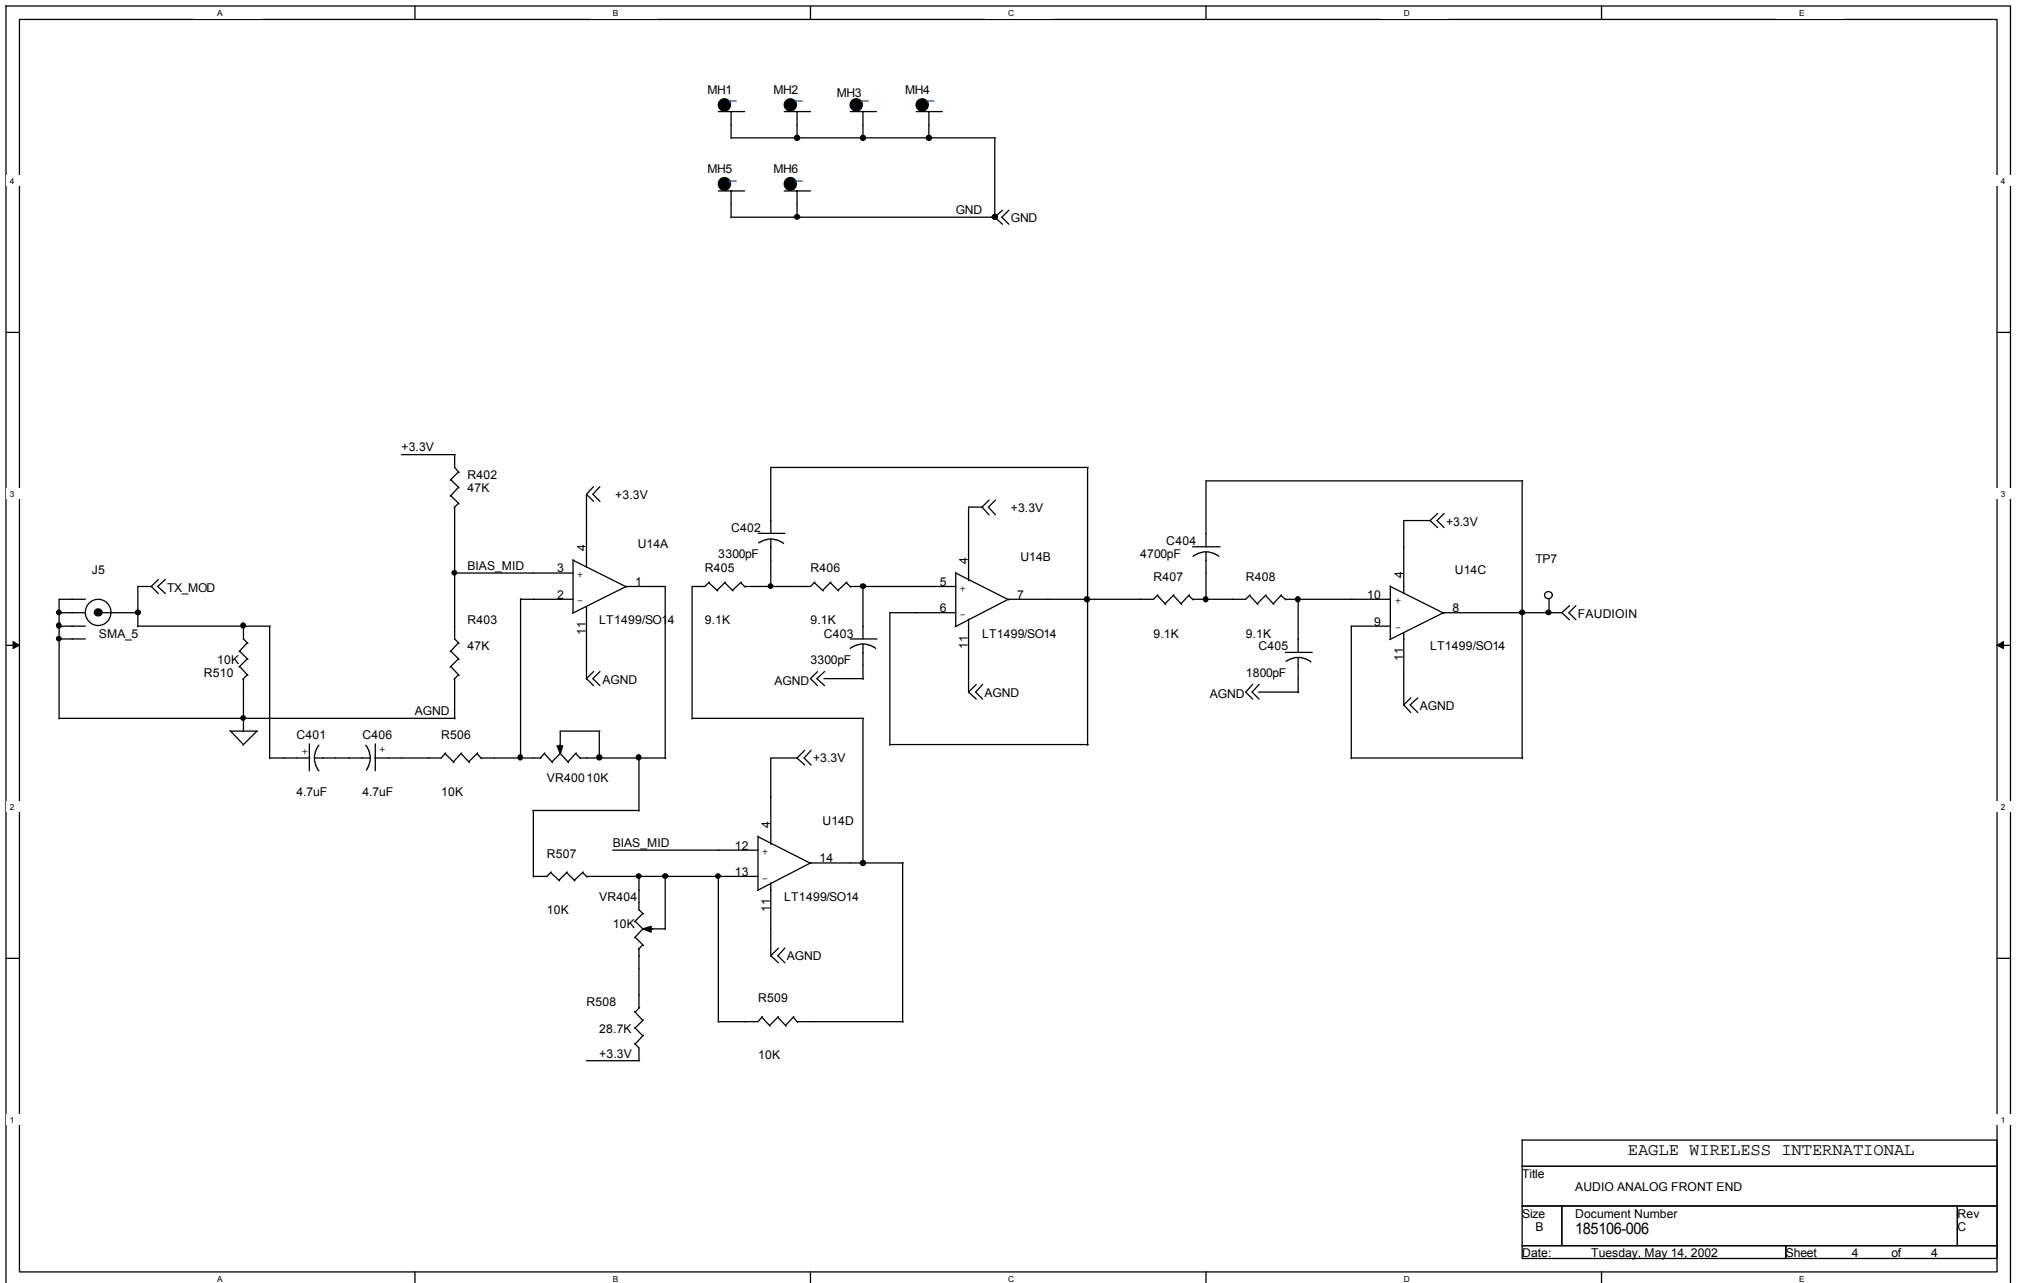 A B C D E
MH1 MH2 MH3 MH4
4 4
MH5 MH6
GND GND
+3.3V
R402
47K
3 3
+3.3V
+3.3V
+3.3V
C402
3300pF
C404
4700pF
U14A
U14B
U14C
TP7
4
4
4
J5
TX_MOD
BIAS_MID 3 + 1
2 −
R405
R406
5 + 7
6 −
R407
R408
10 + 8
9 −
FAUDIOIN
SMA_5
R403
47K
11
LT1499/SO14
9.1K
9.1K
C403
3300pF
11
LT1499/SO14
9.1K
9.1K
C405
1800pF
11
LT1499/SO14
10K
R510
AGND
AGND
AGND
AGND
AGND
AGND
C401
+
4.7uF
C406
+
4.7uF
R506
10K
VR400 10K
+3.3V
2 2
U14D
4
BIAS_MID 12 + 14
13 −
R507
10K
VR404
10K
11
LT1499/SO14
AGND
R508
28.7K
+3.3V
R509
10K
1 1
EAGLE WIRELESS INTERNATIONAL
Title
AUDIO ANALOG FRONT END
Size
B
Document Number
185106-006
Rev
C
Date: Tuesday, May 14, 2002 Sheet 4 of 4
A B C D E